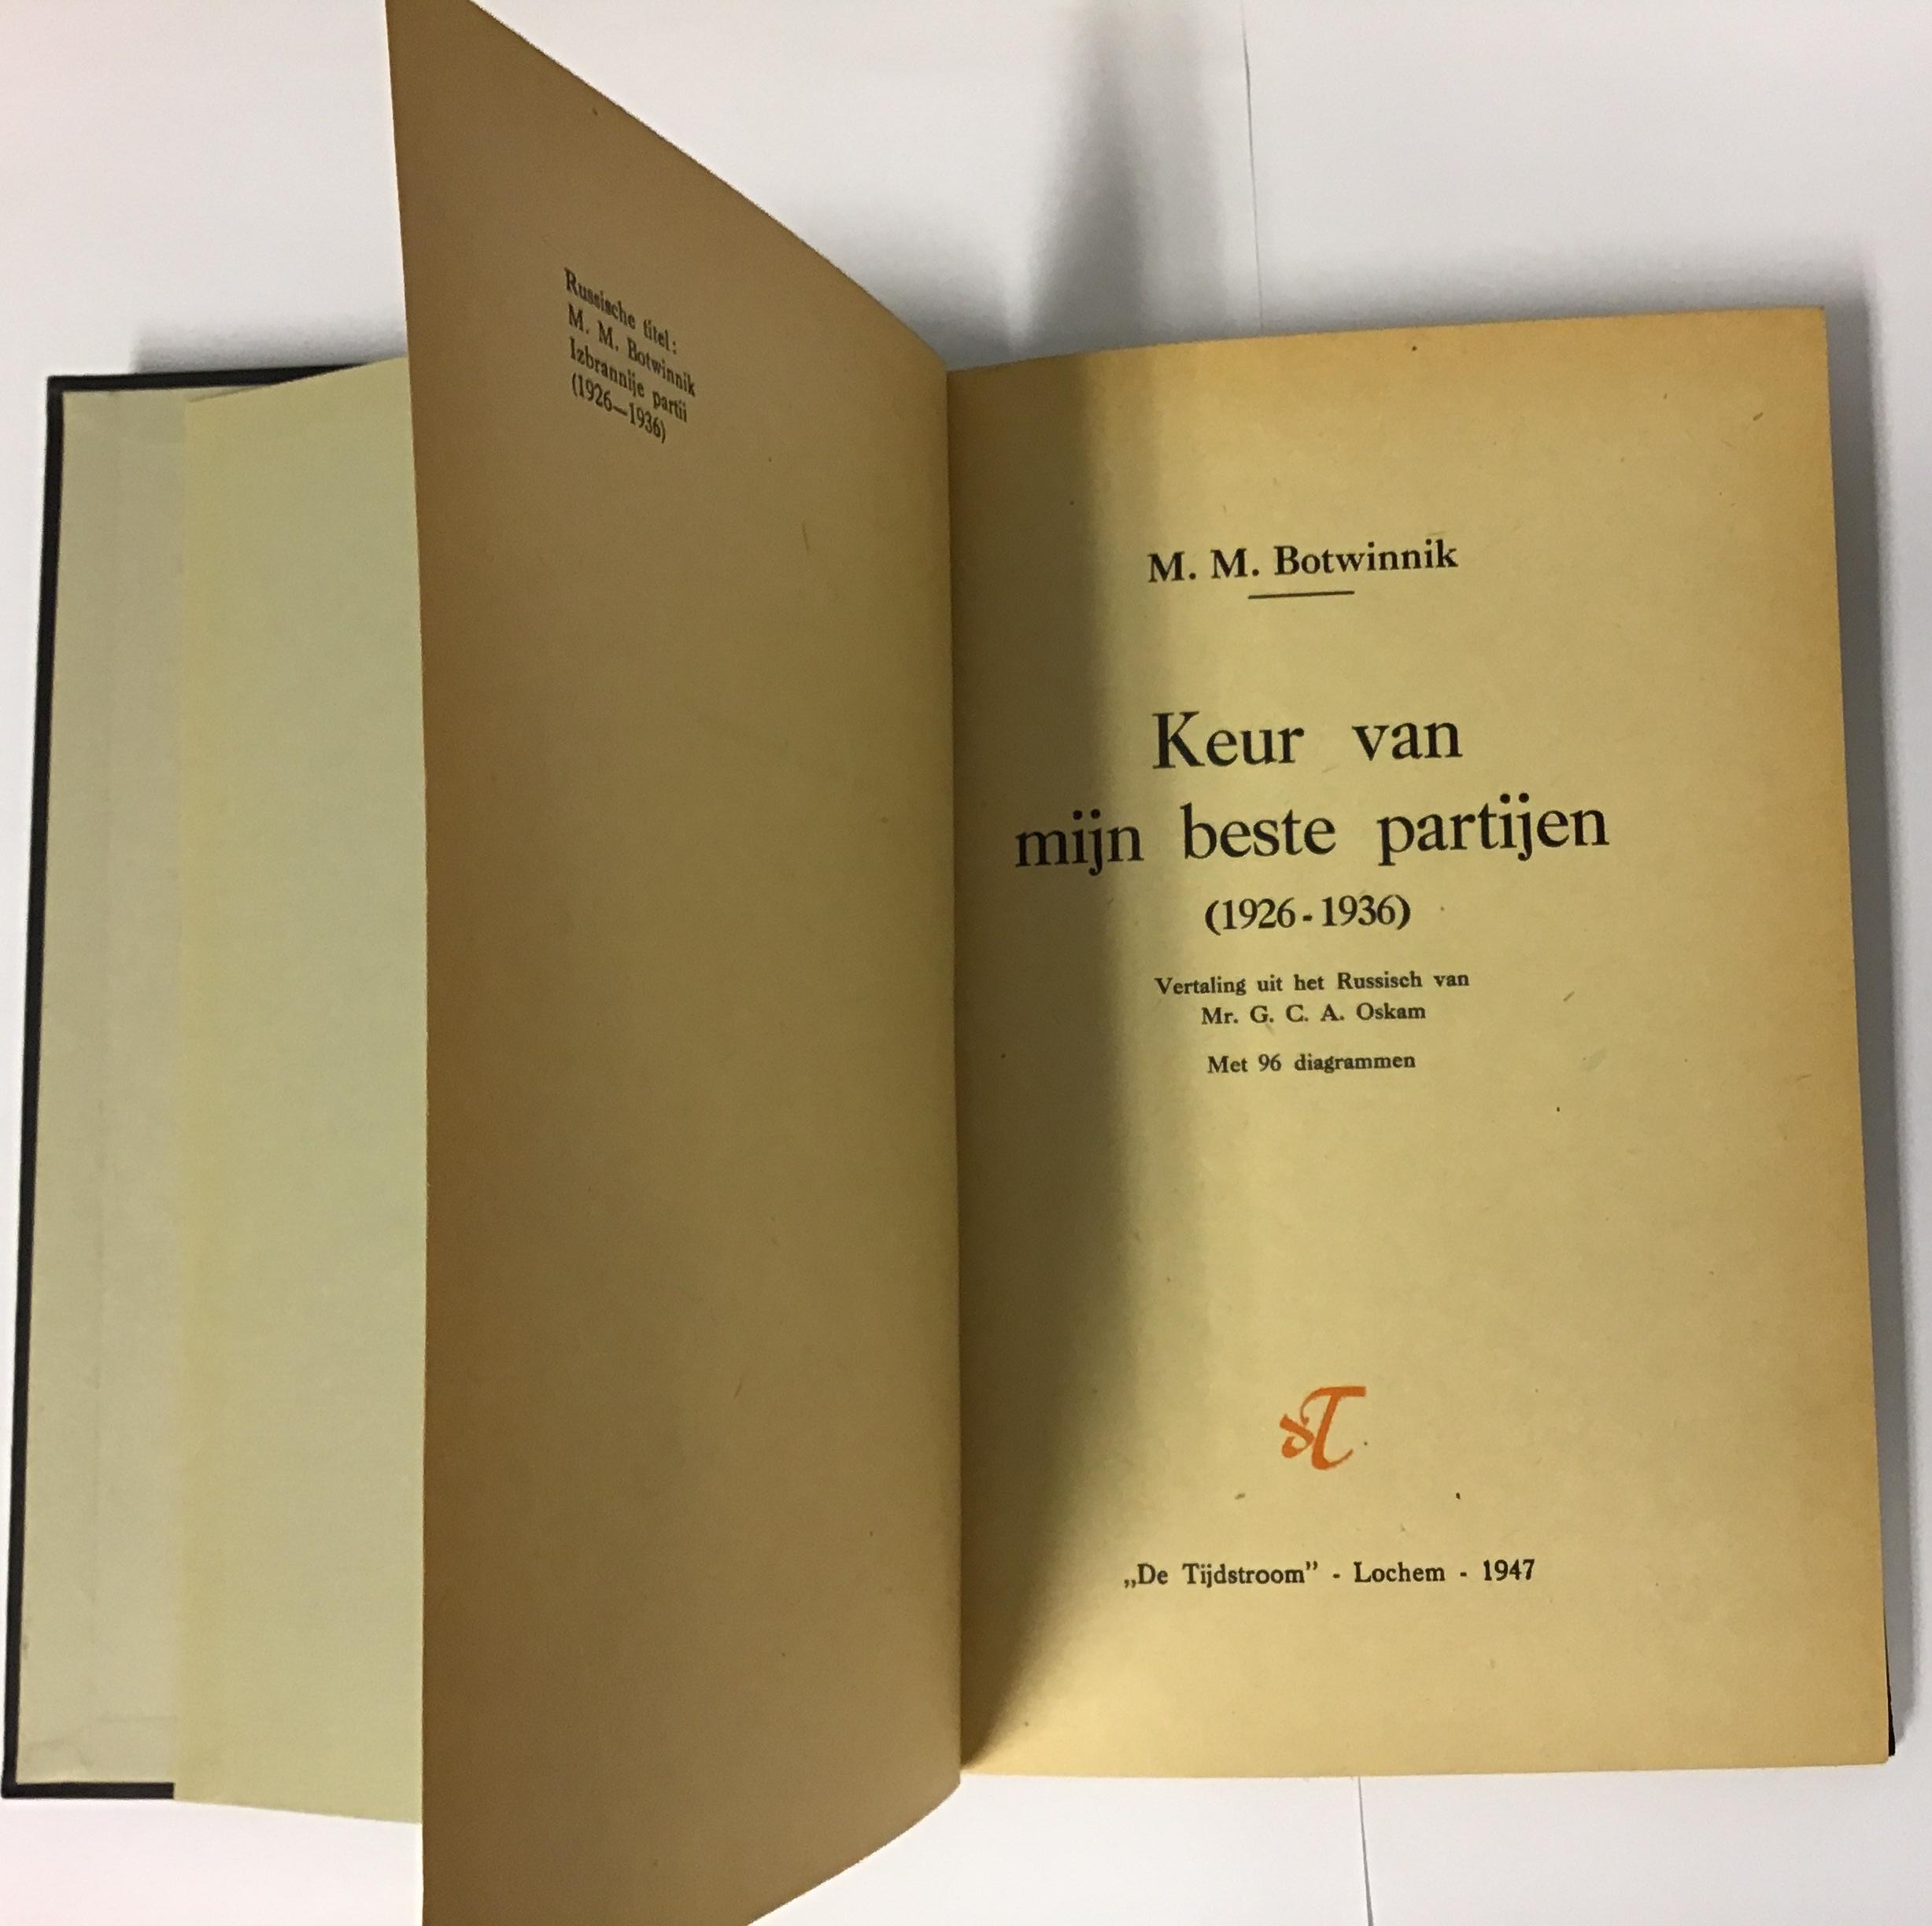 Russische titel:
M. M. Botwinnik
Izbrannije partii
(1926—1936)
M. M. Botwinnik
Keur van
mijn beste partijen
(1926-1936)
Vertaling uit het Russisch van
Mr. G. C. A. Oskam
Met 96 diagrammen
dT
„De Tijdstroom” - Lochem - 1947